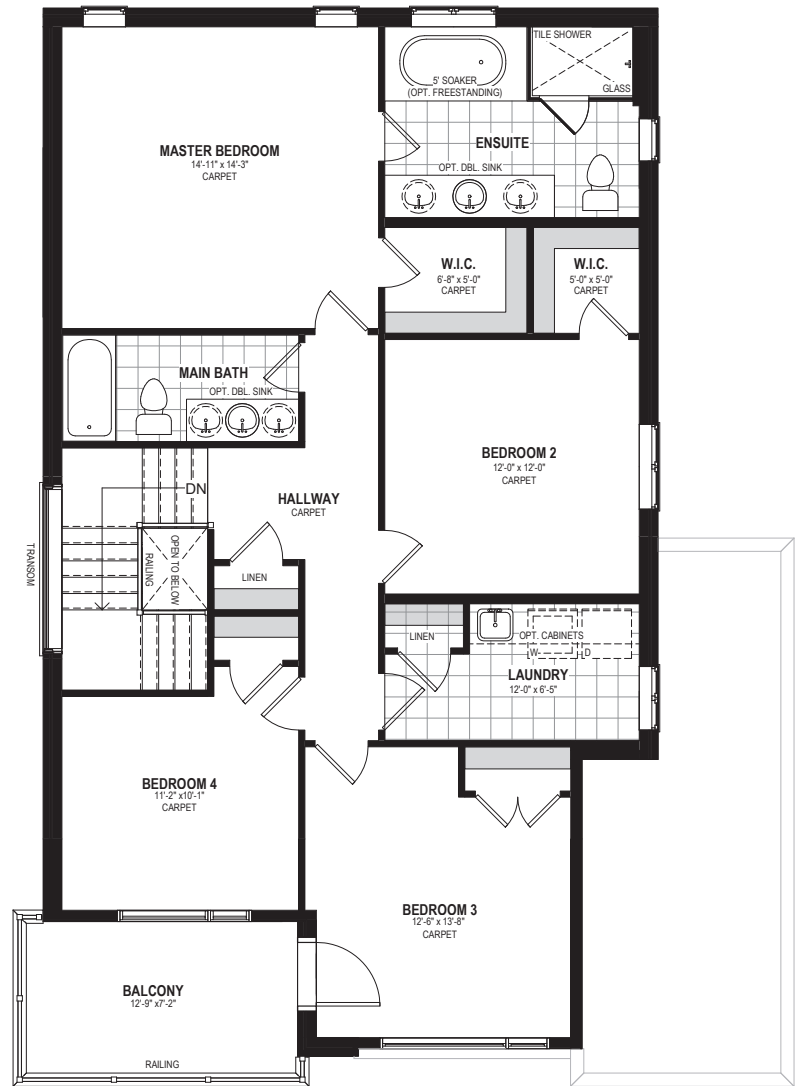 TILE SHOWER
5' SOAKER
(OPT. FREESTANDING)
GLASS
MASTER BEDROOM
14'-11" x 14'-3"
CARPET
ENSUITE
OPT. DBL. SINK
W.I.C.
6'-8" x 5'-0"
CARPET
W.I.C.
5'-0" x 5'-0"
CARPET
MAIN BATH
OPT. DBL. SINK
BEDROOM 2
12'-0" x 12'-0"
CARPET
DN
HALLWAY
CARPET
TRANSOM
RAILING
OPEN TO BELOW
LINEN
LINEN
OPT. CABINETS
W
D
LAUNDRY
12'-0" x 6'-5"
BEDROOM 4
11'-2" x10'-1"
CARPET
BEDROOM 3
12'-6" x 13'-8"
CARPET
BALCONY
12'-9" x7'-2"
RAILING